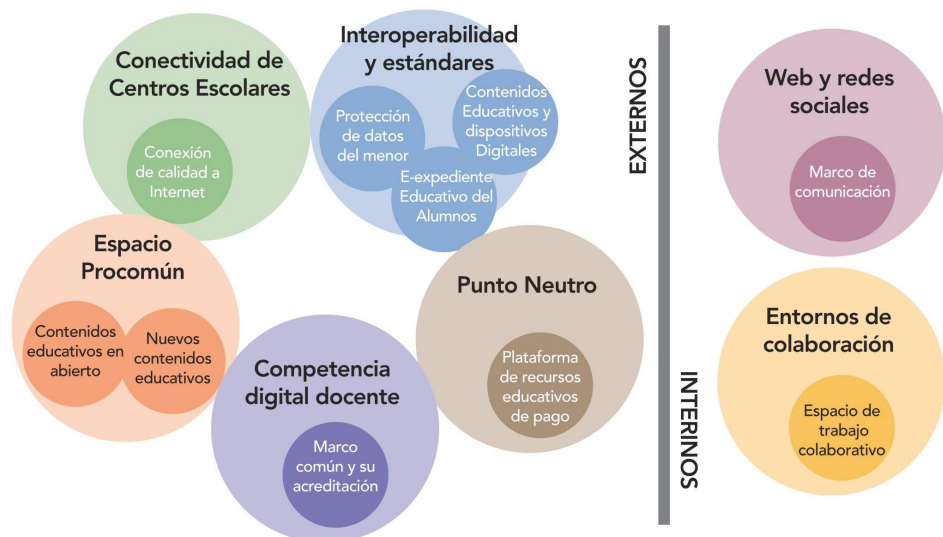 Conectividad de
Centros Escolares
Conexión
de calidad a
Internet
Interoperabilidad
y estándares
Protección
de datos
del menor
Contenidos
Educativos y
dispositivos
Digitales
E-expediente
Educativo del
Alumnos
Espacio
Procomún
Contenidos
educativos en
abierto
Nuevos
contenidos
educativos
Competencia
digital docente
Marco
común y su
acreditación
Punto Neutro
Plataforma
de recursos
educativos
de pago
EXTERNOS
INTERINOS
Web y redes
sociales
Marco de
comunicación
Entornos de
colaboración
Espacio de
trabajo
colaborativo